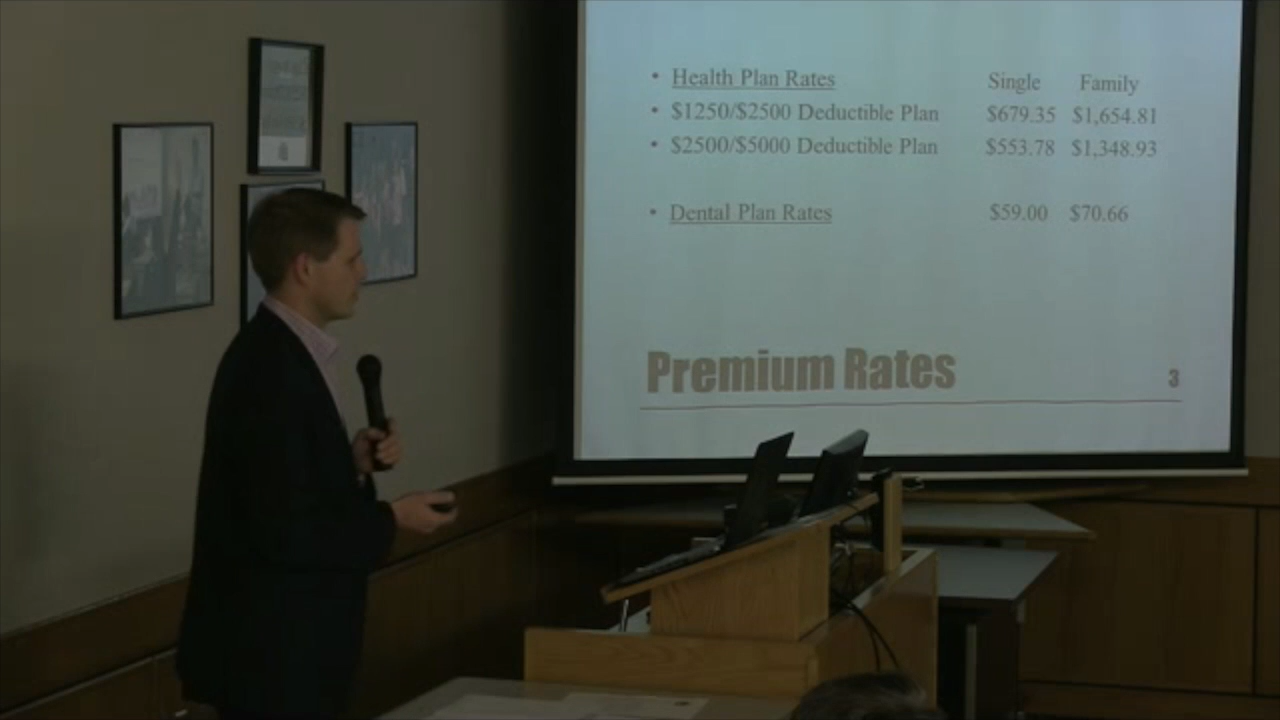 • Health Plan Rates Single Family
• $1250/$2500 Deductible Plan $679.35 $1,654.81
• $2500/$5000 Deductible Plan $553.78 $1,348.93
• Dental Plan Rates $59.00 $70.66
Premium Rates 3